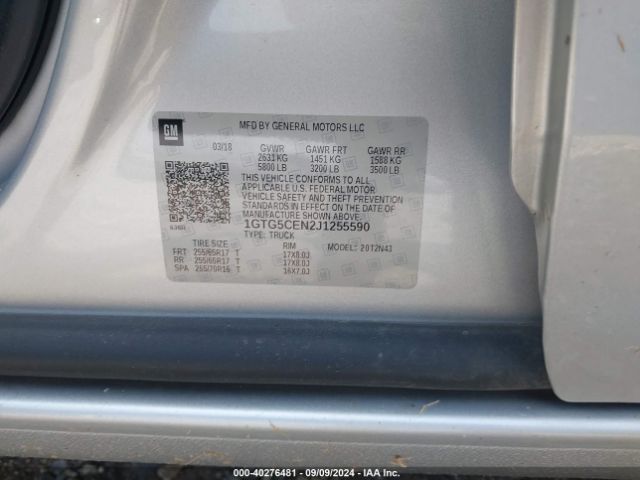 GM
MFD BY GENERAL MOTORS LLC
03/18 GVWR GAWR FRT GAWR RR
2631 KG 1451 KG 1588 KG
5800 LB 3200 LB 3500 LB
THIS VEHICLE CONFORMS TO ALL
APPLICABLE U.S. FEDERAL MOTOR
VEHICLE SAFETY AND THEFT PREVENTION
STANDARDS IN EFFECT ON THE DATE OF
MANUFACTURE SHOWN ABOVE.
1GTG5CEN2J1255590
TYPE: TRUCK
TIRE SIZE RIM MODEL: 20T2N43
FRT 255/65R17 T 17X8.0J
RR 255/65R17 T 17X8.0J
SPA 265/70R16 T 16X7.0J
© 40276481 - 09/09/2024 - IAA Inc.